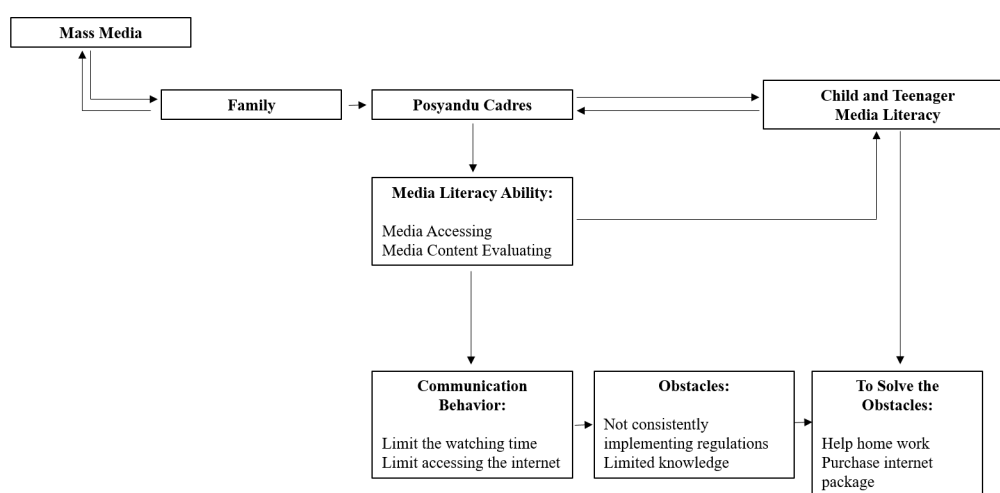 Mass Media
Family
Posyandu Cadres
Child and Teenager
Media Literacy
Media Literacy Ability:
Media Accessing
Media Content Evaluating
Communication
Behavior:
Limit the watching time
Limit accessing the internet
Obstacles:
Not consistently
implementing regulations
Limited knowledge
To Solve the
Obstacles:
Help home work
Purchase internet
package